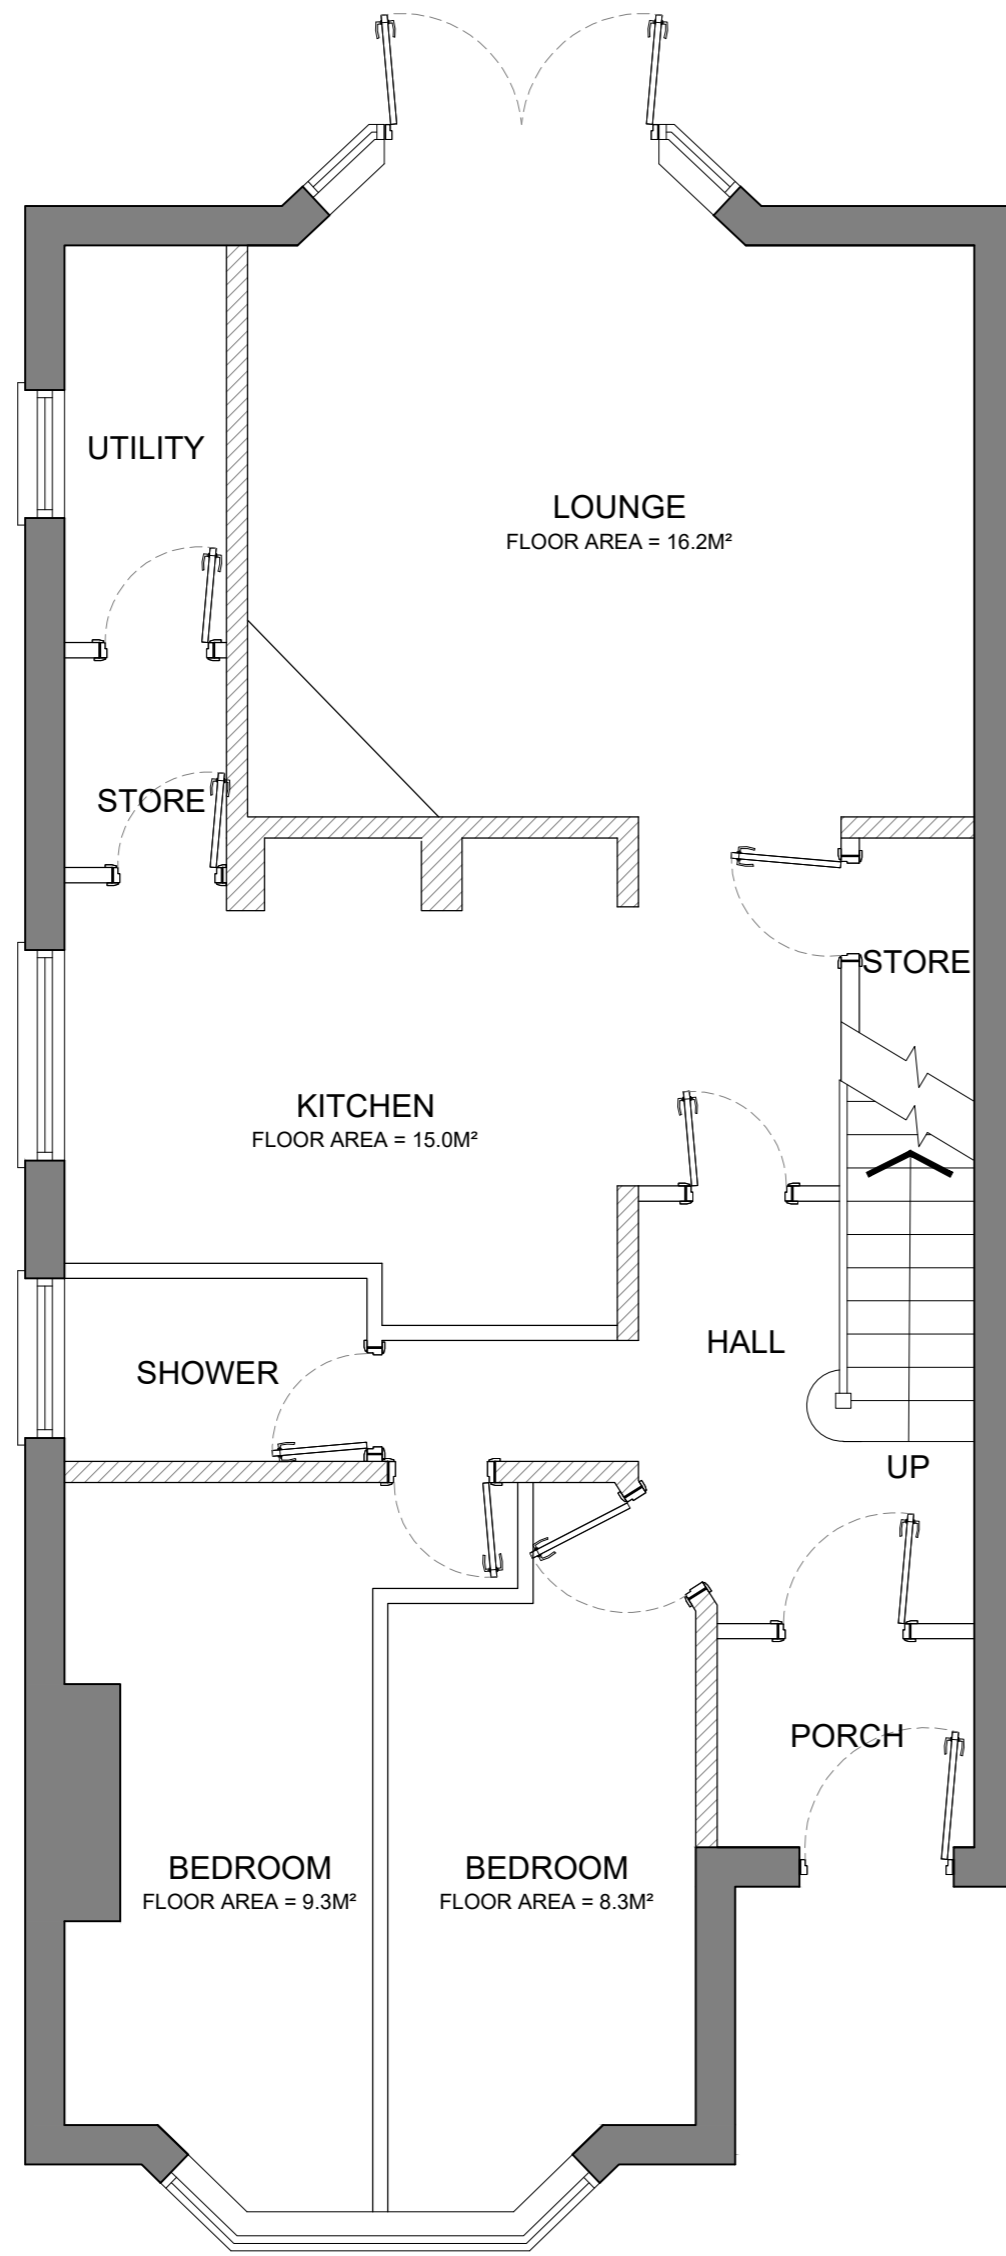 UTILITY
LOUNGE
FLOOR AREA = 16.2M²
STORE
STORE
KITCHEN
FLOOR AREA = 15.0M²
HALL
SHOWER
UP
PORCH
BEDROOM
FLOOR AREA = 9.3M²
BEDROOM
FLOOR AREA = 8.3M²